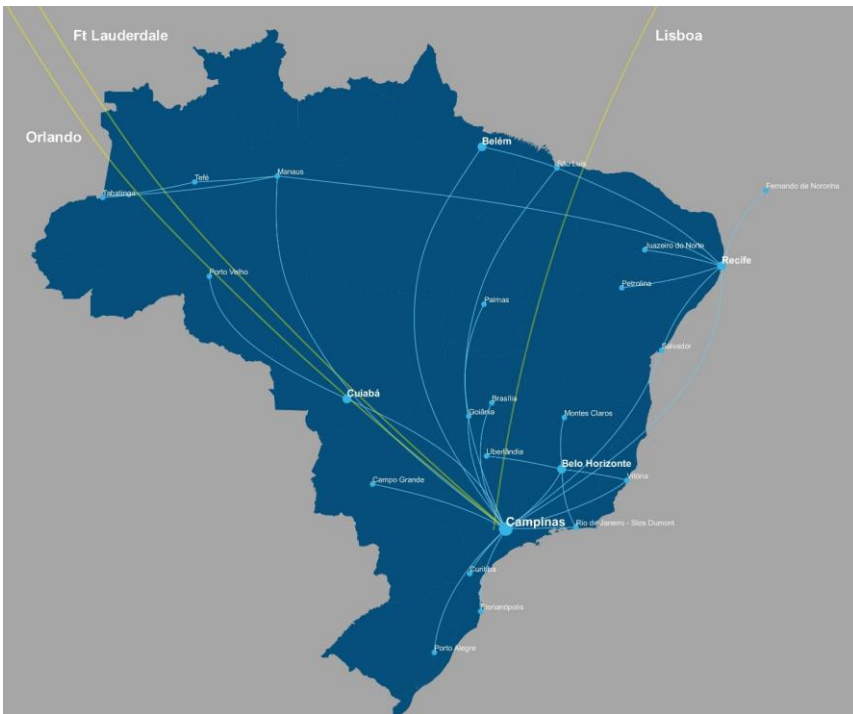 Ft Lauderdale
Lisboa
Orlando
Belém
São Luís
Tefé
Manaus
Tabatinga
Fernando de Noronha
Juazeiro do Norte
Recife
Porto Velho
Petrolina
Palmas
Salvador
Cuiabá
Brasília
Goiânia
Montes Claros
Uberlândia
Belo Horizonte
Campo Grande
Vitória
Campinas
Rio de Janeiro - Stos Dumont
Curitiba
Florianópolis
Porto Alegre